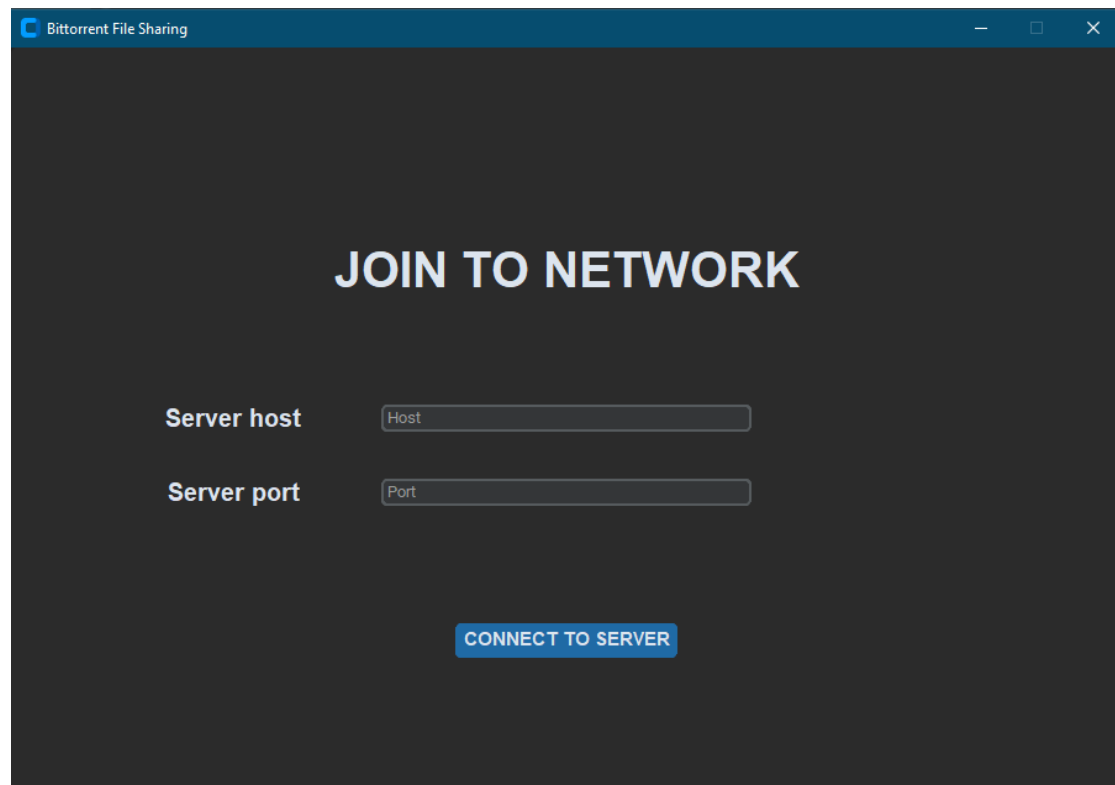 Bittorrent File Sharing
JOIN TO NETWORK
Server host
Host
Server port
Port
CONNECT TO SERVER